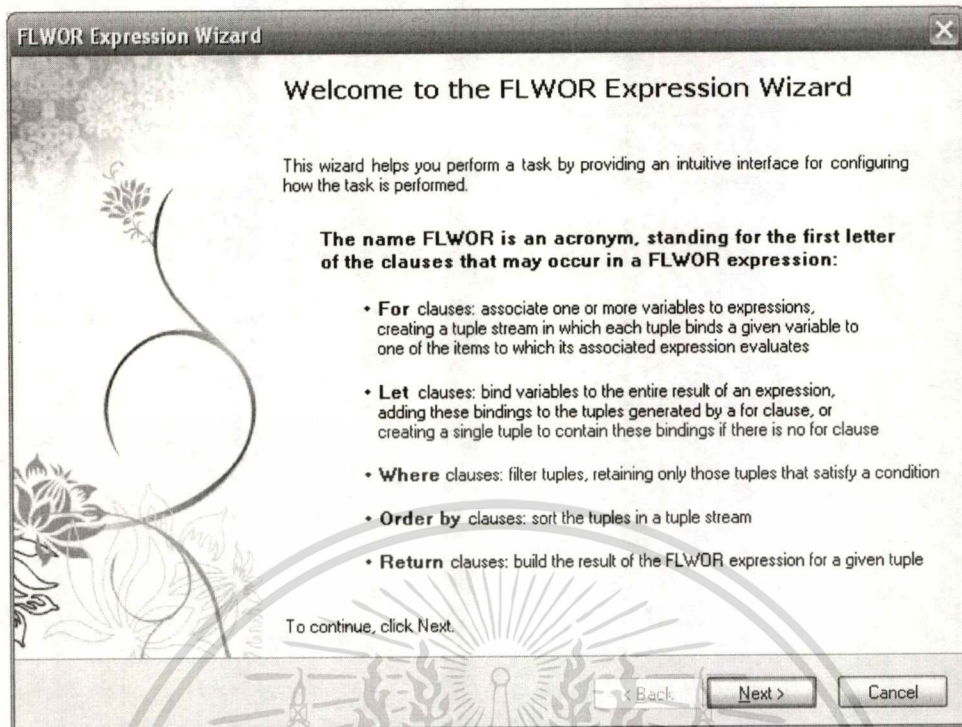 FLWOR Expression Wizard
Welcome to the FLWOR Expression Wizard
This wizard helps you perform a task by providing an intuitive interface for configuring
how the task is performed.
The name FLWOR is an acronym, standing for the first letter
of the clauses that may occur in a FLWOR expression:
• For clauses: associate one or more variables to expressions,
creating a tuple stream in which each tuple binds a given variable to
one of the items to which its associated expression evaluates
• Let clauses: bind variables to the entire result of an expression,
adding these bindings to the tuples generated by a for clause, or
creating a single tuple to contain these bindings if there is no for clause
• Where clauses: filter tuples, retaining only those tuples that satisfy a condition
• Order by clauses: sort the tuples in a tuple stream
• Return clauses: build the result of the FLWOR expression for a given tuple
To continue, click Next.
< Back Next > Cancel